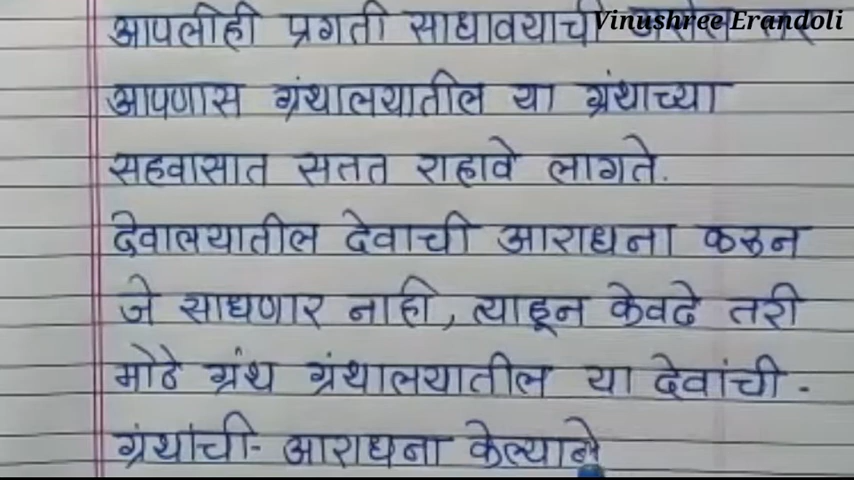 Vinushree Erandoli
आपलीही प्रगती साधावयाची तर
आपणास ग्रंथालयातील या ग्रंथाच्या
सहवासात सतत राहावे लागते.
देवालयातील देवाची आराधना करुन
जे साधणार नाही, त्याहून केवढे तरी
मोठे ग्रंथ ग्रंथालयातील या देवांची -
ग्रंथांची- आराधना केल्याने